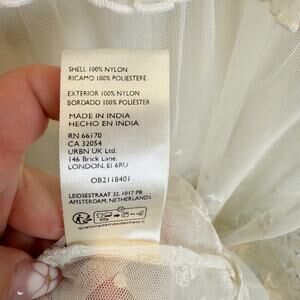 SHELL 100% NYLON
RICAMO 100% POLIESTERE
EXTERIOR 100% NYLON
BORDADO 100% POLIÉSTER
MADE IN INDIA
HECHO EN INDIA
RN 66170
CA 32054
URBN UK Ltd.
146 Brick Lane.
LONDON, E1 6RU
OB2118401
LEIDSESTRAAT 32, 1017 PB
AMSTERDAM, NETHERLANDS
quefairedemesdechets.fr